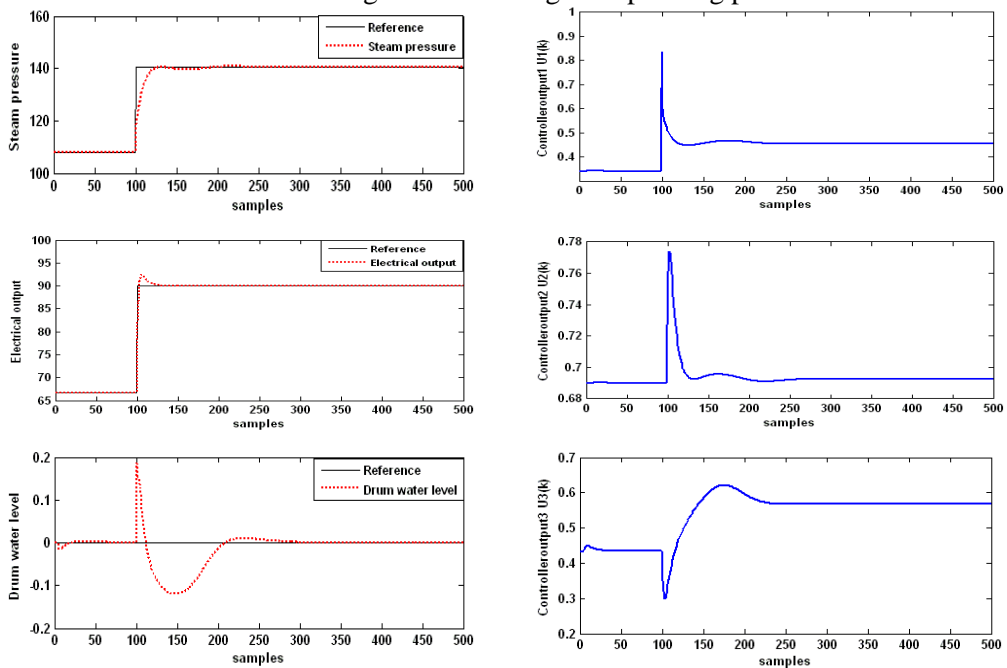 160
140
120
100
Steam pressure
Reference
Steam pressure
0 50 100 150 200 250 300 350 400 450 500
samples
1
0.9
0.8
0.7
0.6
0.5
0.4
Controlleroutput1 U1(k)
0 50 100 150 200 250 300 350 400 450 500
samples
100
95
90
85
80
75
70
65
Electrical output
Reference
Electrical output
0 50 100 150 200 250 300 350 400 450 500
samples
0.78
0.76
0.74
0.72
0.7
0.68
Controlleroutput2 U2(k)
0 50 100 150 200 250 300 350 400 450 500
samples
0.2
0.1
0
-0.1
-0.2
Drum water level
Reference
Drum water level
0 50 100 150 200 250 300 350 400 450 500
samples
0.7
0.6
0.5
0.4
0.3
0.2
Controlleroutput3 U3(k)
0 50 100 150 200 250 300 350 400 450 500
samples